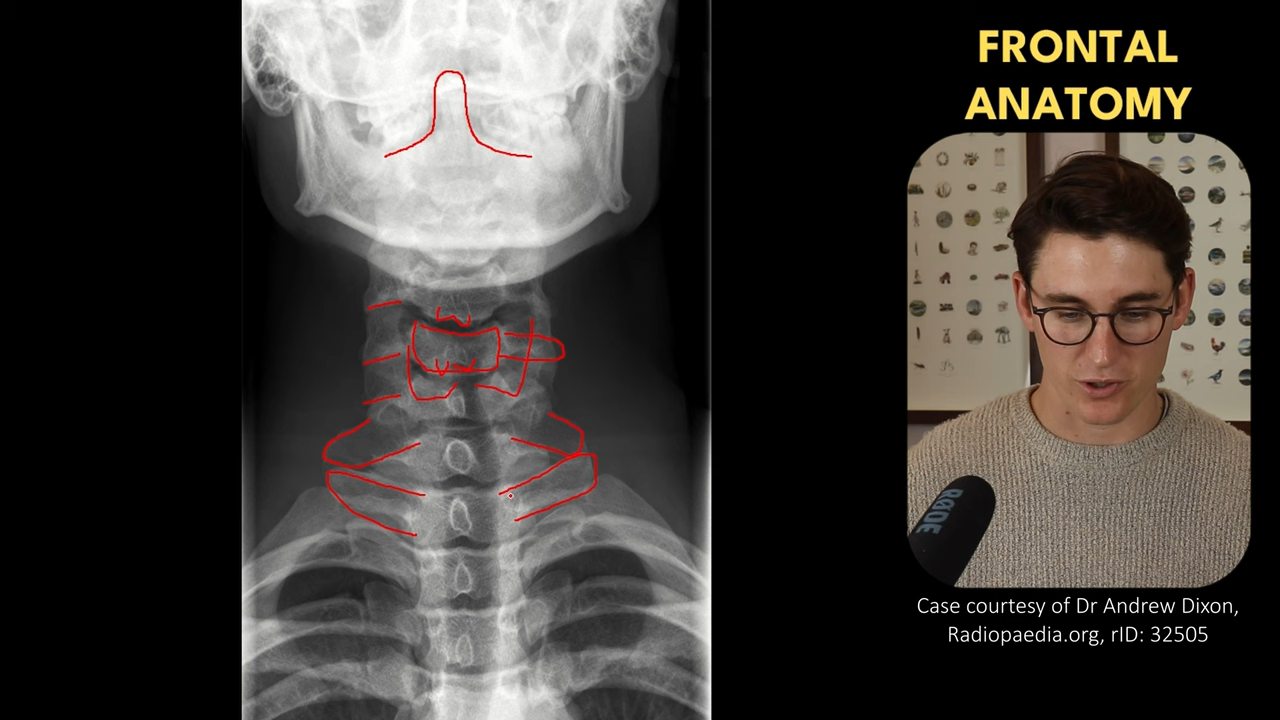 FRONTAL
ANATOMY
RØDE
Case courtesy of Dr Andrew Dixon,
Radiopaedia.org, rID: 32505